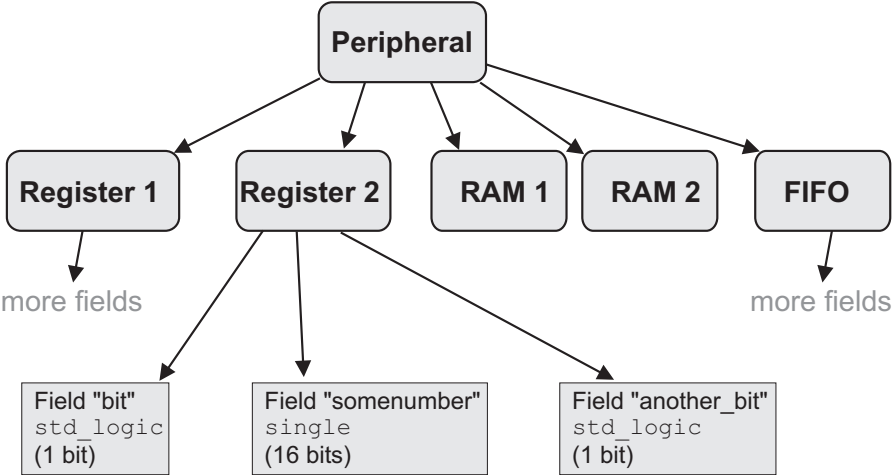 Peripheral
Register 1
Register 2
RAM 1
RAM 2
FIFO
more fields
more fields
Field "bit"
std_logic
(1 bit)
Field "somenumber"
single
(16 bits)
Field "another_bit"
std_logic
(1 bit)